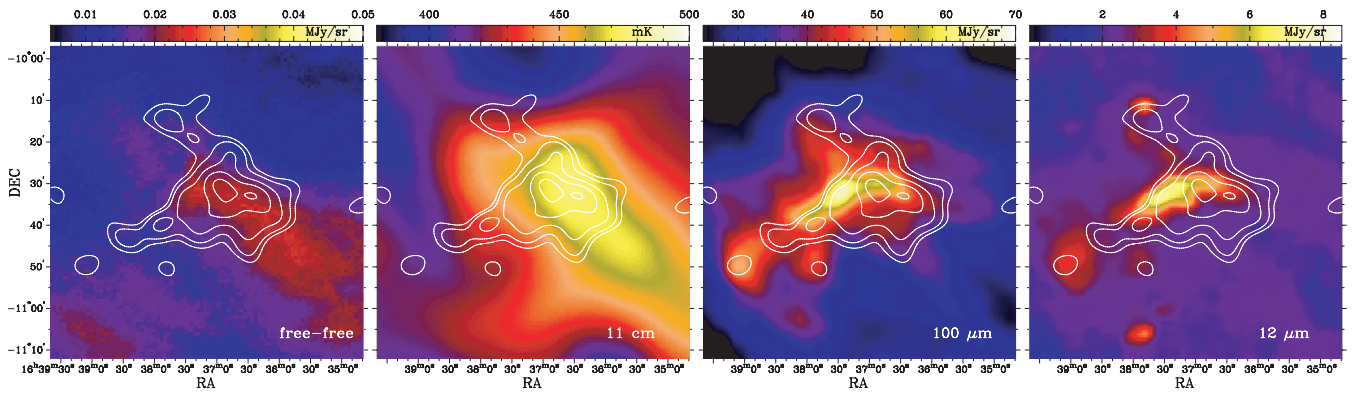 0.01 0.02 0.03 0.04 0.05 400 450 500 30 40 50 60 70 2 4 6 8
MJy/sr mK MJy/sr MJy/sr
-10°00'
10'
20'
DEC
30'
40'
50'
-11°00'
free-free 11 cm 100 μm 12 μm
-11°10'
16ʰ39ᵐ30ˢ 39ᵐ0ˢ 30ˢ 38ᵐ0ˢ 30ˢ 37ᵐ0ˢ 30ˢ 36ᵐ0ˢ 30ˢ 35ᵐ0ˢ 39ᵐ0ˢ 30ˢ 38ᵐ0ˢ 30ˢ 37ᵐ0ˢ 30ˢ 36ᵐ0ˢ 30ˢ 35ᵐ0ˢ 39ᵐ0ˢ 30ˢ 38ᵐ0ˢ 30ˢ 37ᵐ0ˢ 30ˢ 36ᵐ0ˢ 30ˢ 35ᵐ0ˢ 39ᵐ0ˢ 30ˢ 38ᵐ0ˢ 30ˢ 37ᵐ0ˢ 30ˢ 36ᵐ0ˢ 30ˢ 35ᵐ0ˢ
RA RA RA RA